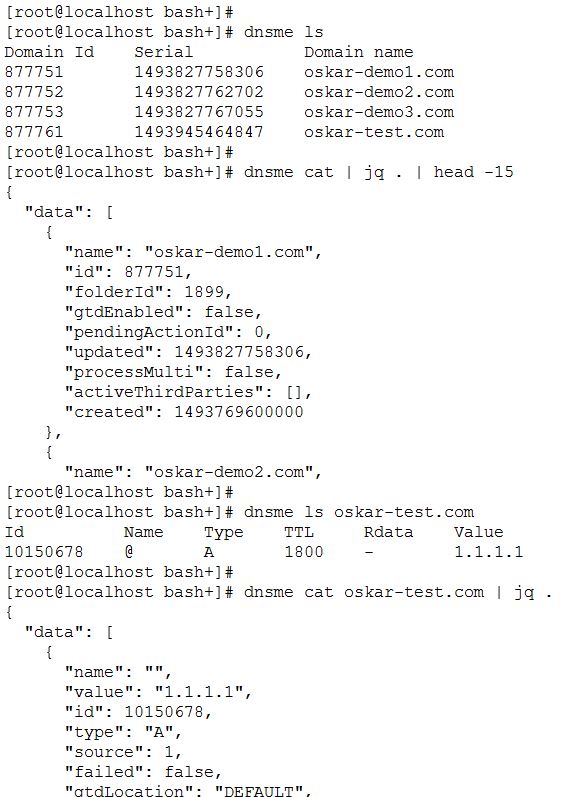 [root@localhost bash+]#
[root@localhost bash+]# dnsme ls
Domain Id    Serial           Domain name
877751       1493827758306    oskar-demo1.com
877752       1493827762702    oskar-demo2.com
877753       1493827767055    oskar-demo3.com
877761       1493945464847    oskar-test.com
[root@localhost bash+]#
[root@localhost bash+]# dnsme cat | jq . | head -15
{
  "data": [
    {
      "name": "oskar-demo1.com",
      "id": 877751,
      "folderId": 1899,
      "gtdEnabled": false,
      "pendingActionId": 0,
      "updated": 1493827758306,
      "processMulti": false,
      "activeThirdParties": [],
      "created": 1493769600000
    },
    {
      "name": "oskar-demo2.com",
[root@localhost bash+]#
[root@localhost bash+]# dnsme ls oskar-test.com
Id          Name    Type    TTL     Rdata    Value
10150678    @       A       1800    -        1.1.1.1
[root@localhost bash+]#
[root@localhost bash+]# dnsme cat oskar-test.com | jq .
{
  "data": [
    {
      "name": "",
      "value": "1.1.1.1",
      "id": 10150678,
      "type": "A",
      "source": 1,
      "failed": false,
      "gtdLocation": "DEFAULT",